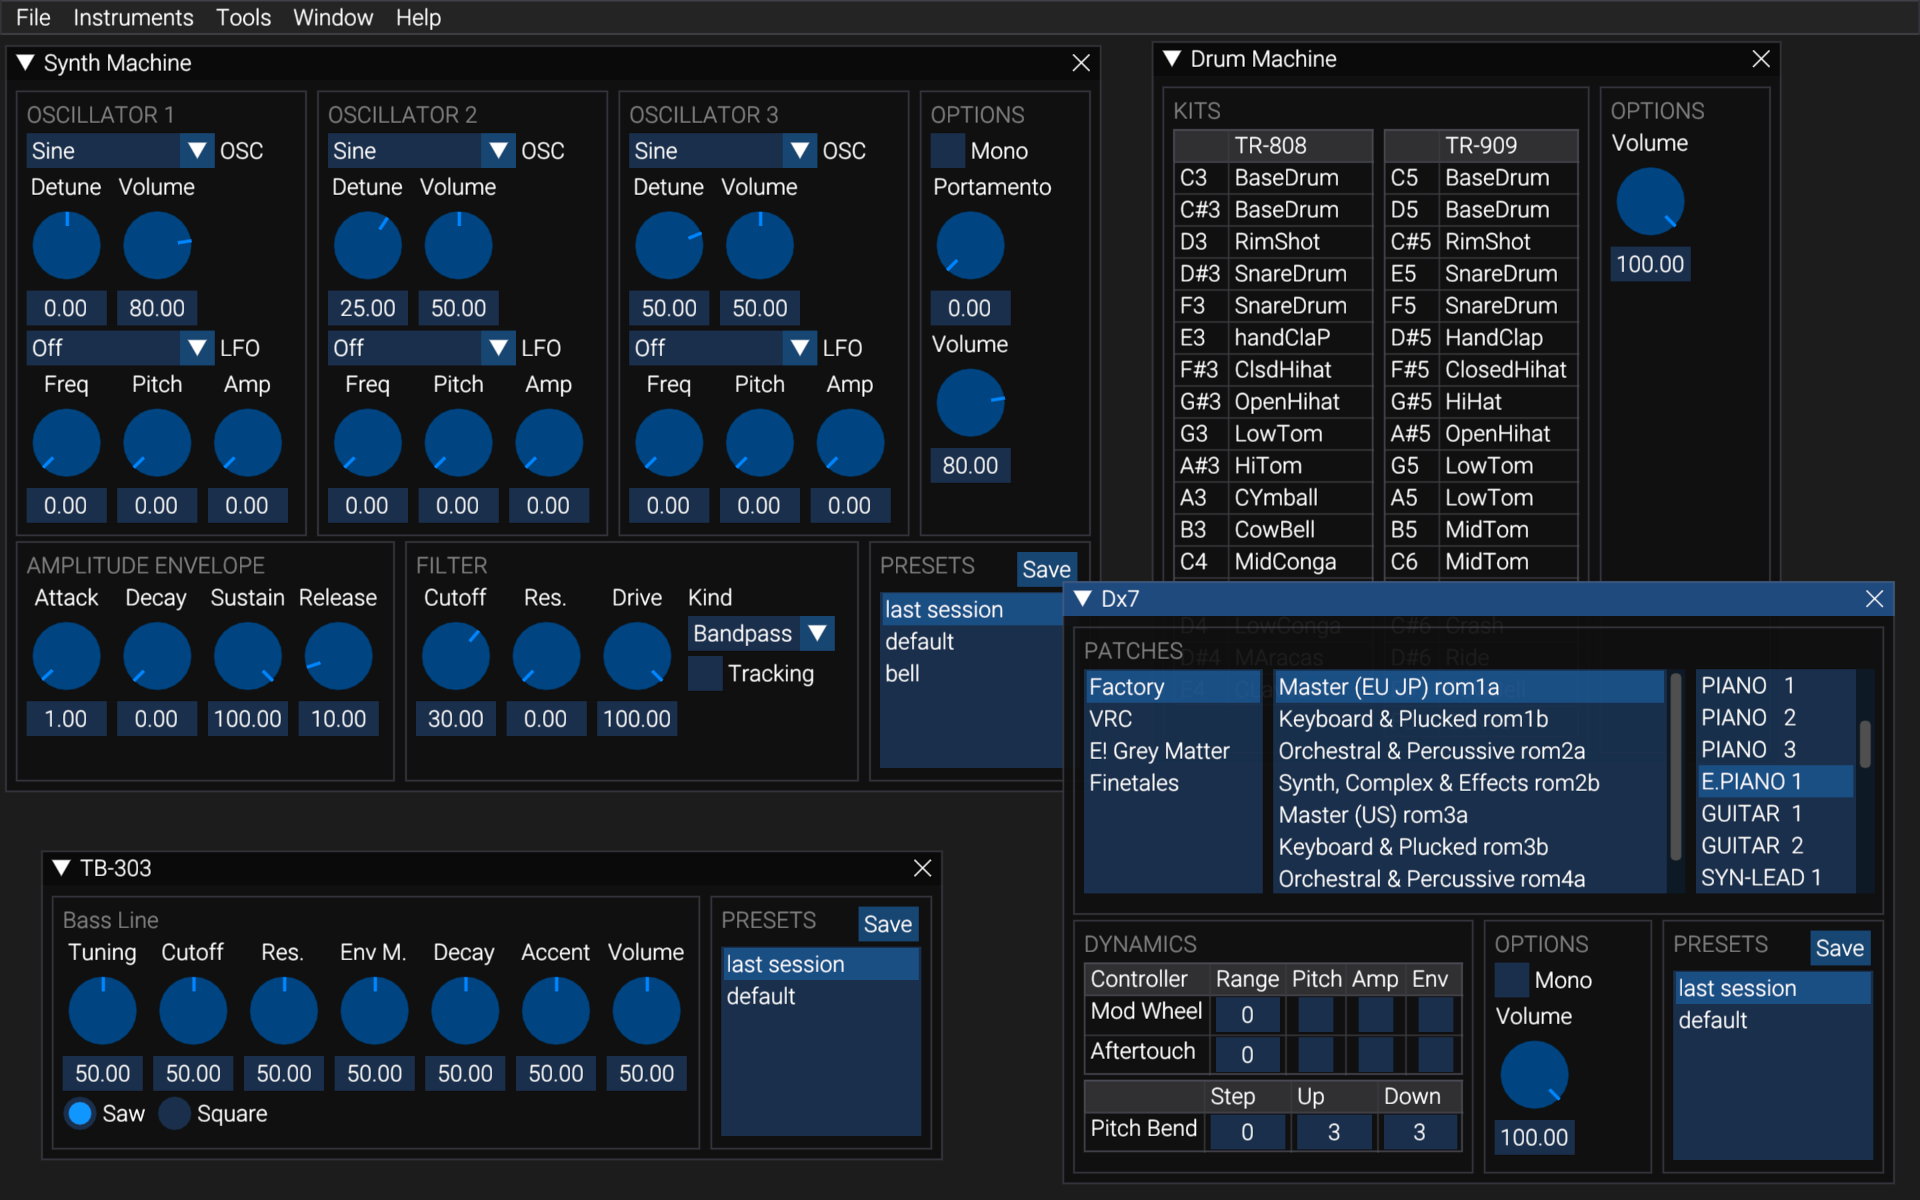 File Instruments Tools Window Help
Synth Machine
OSCILLATOR 1
Sine OSC
Detune Volume
0.00 80.00
Off LFO
Freq Pitch Amp
0.00 0.00 0.00
OSCILLATOR 2
Sine OSC
Detune Volume
25.00 50.00
Off LFO
Freq Pitch Amp
0.00 0.00 0.00
OSCILLATOR 3
Sine OSC
Detune Volume
50.00 50.00
Off LFO
Freq Pitch Amp
0.00 0.00 0.00
OPTIONS
Mono
Portamento
0.00
Volume
80.00
AMPLITUDE ENVELOPE
Attack Decay Sustain Release
1.00 0.00 100.00 10.00
FILTER
Cutoff Res. Drive Kind
Bandpass
Tracking
30.00 0.00 100.00
PRESETS Save
last session
default
bell
Drum Machine
KITS
TR-808 TR-909
C3 BaseDrum C5 BaseDrum
C#3 BaseDrum D5 BaseDrum
D3 RimShot C#5 RimShot
D#3 SnareDrum E5 SnareDrum
F3 SnareDrum F5 SnareDrum
E3 handClaP D#5 HandClap
F#3 ClsdHihat F#5 ClosedHihat
G#3 OpenHihat G#5 HiHat
G3 LowTom A#5 OpenHihat
A#3 HiTom G5 LowTom
A3 CYmball A5 LowTom
B3 CowBell B5 MidTom
C4 MidConga C6 MidTom
D4 LowConga C#6 Crash
D#4 MAracas D#6 Ride
E4
OPTIONS
Volume
100.00
Dx7
PATCHES
Factory
VRC
E! Grey Matter
Finetales
Master (EU JP) rom1a
Keyboard & Plucked rom1b
Orchestral & Percussive rom2a
Synth, Complex & Effects rom2b
Master (US) rom3a
Keyboard & Plucked rom3b
Orchestral & Percussive rom4a
PIANO 1
PIANO 2
PIANO 3
E.PIANO 1
GUITAR 1
GUITAR 2
SYN-LEAD 1
DYNAMICS
Controller Range Pitch Amp Env
Mod Wheel 0
Aftertouch 0
Step Up Down
Pitch Bend 0 3 3
OPTIONS
Mono
Volume
100.00
PRESETS Save
last session
default
TB-303
Bass Line
Tuning Cutoff Res. Env M. Decay Accent Volume
50.00 50.00 50.00 50.00 50.00 50.00 50.00
Saw Square
PRESETS Save
last session
default